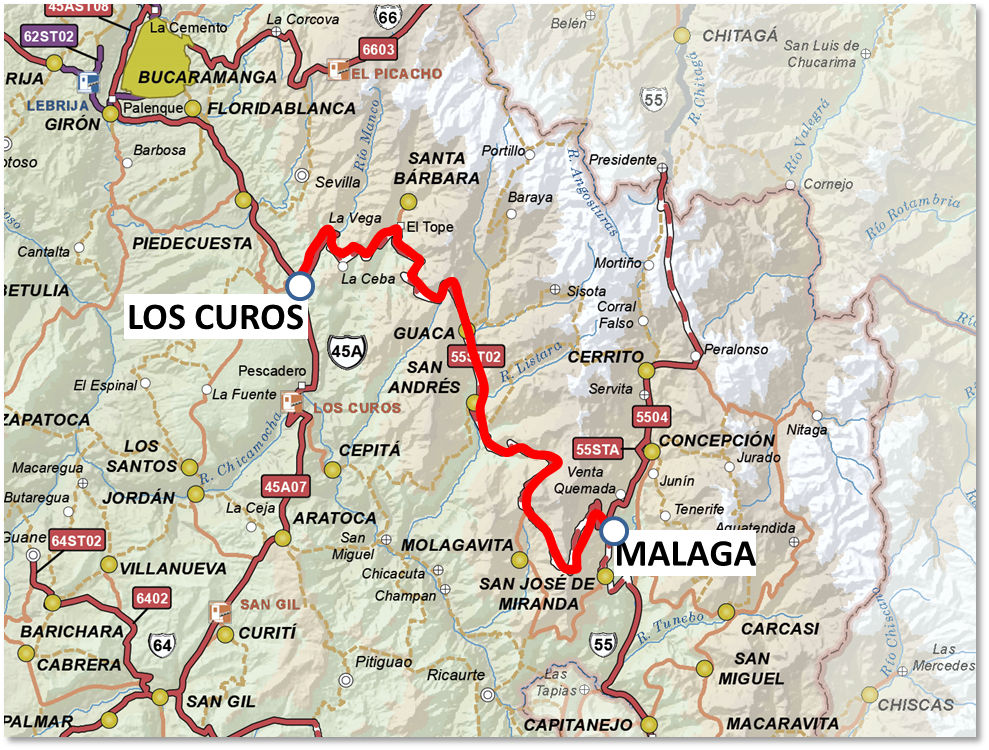 45AST08
66
La Corcova
Belén
CHITAGÁ
La Cemento
62ST02
6603
San Luis de
Chucarima
RIJA
BUCARAMANGA
EL PICACHO
LEBRIJA
Palenque
FLORIDABLANCA
55
R. Chitagá
GIRÓN
Río Manco
Río Valegrá
otoso
Barbosa
SANTA
BÁRBARA
Portillo
R. Angosturas
Presidente
Sevilla
Cornejo
Baraya
La Vega
El Tope
Río Rotambria
PIEDECUESTA
Cantalta
La Ceba
Mortiño
BETULIA
Sisota
LOS CUROS
Corral
Falso
GUACA
45A
55ST02
R. Listara
CERRITO
Peralonso
SAN
ANDRÉS
Pescadero
El Espinal
La Fuente
Servita
LOS CUROS
5504
ZAPATOCA
R. Chicamocha
Nitaga
LOS
SANTOS
CEPITÁ
55STA
CONCEPCIÓN
Jurado
Macaregua
Venta
Quemada
Junín
45A07
JORDÁN
Butaregua
La Ceja
ARATOCA
Tenerife
Aguatendida
Guane
64ST02
San
Miguel
MOLAGAVITA
MALAGA
VILLANUEVA
Chicacuta
SAN JOSÉ DE
MIRANDA
Champan
6402
SAN GIL
R. Tunebo
CARCASI
Río Chiscano
BARICHARA
64
CURITÍ
55
CABRERA
Pitiguao
SAN
MIGUEL
Las
Mercedes
Ricaurte
Las
Tapias
SAN GIL
CHISCAS
PALMAR
CAPITANEJO
MACARAVITA